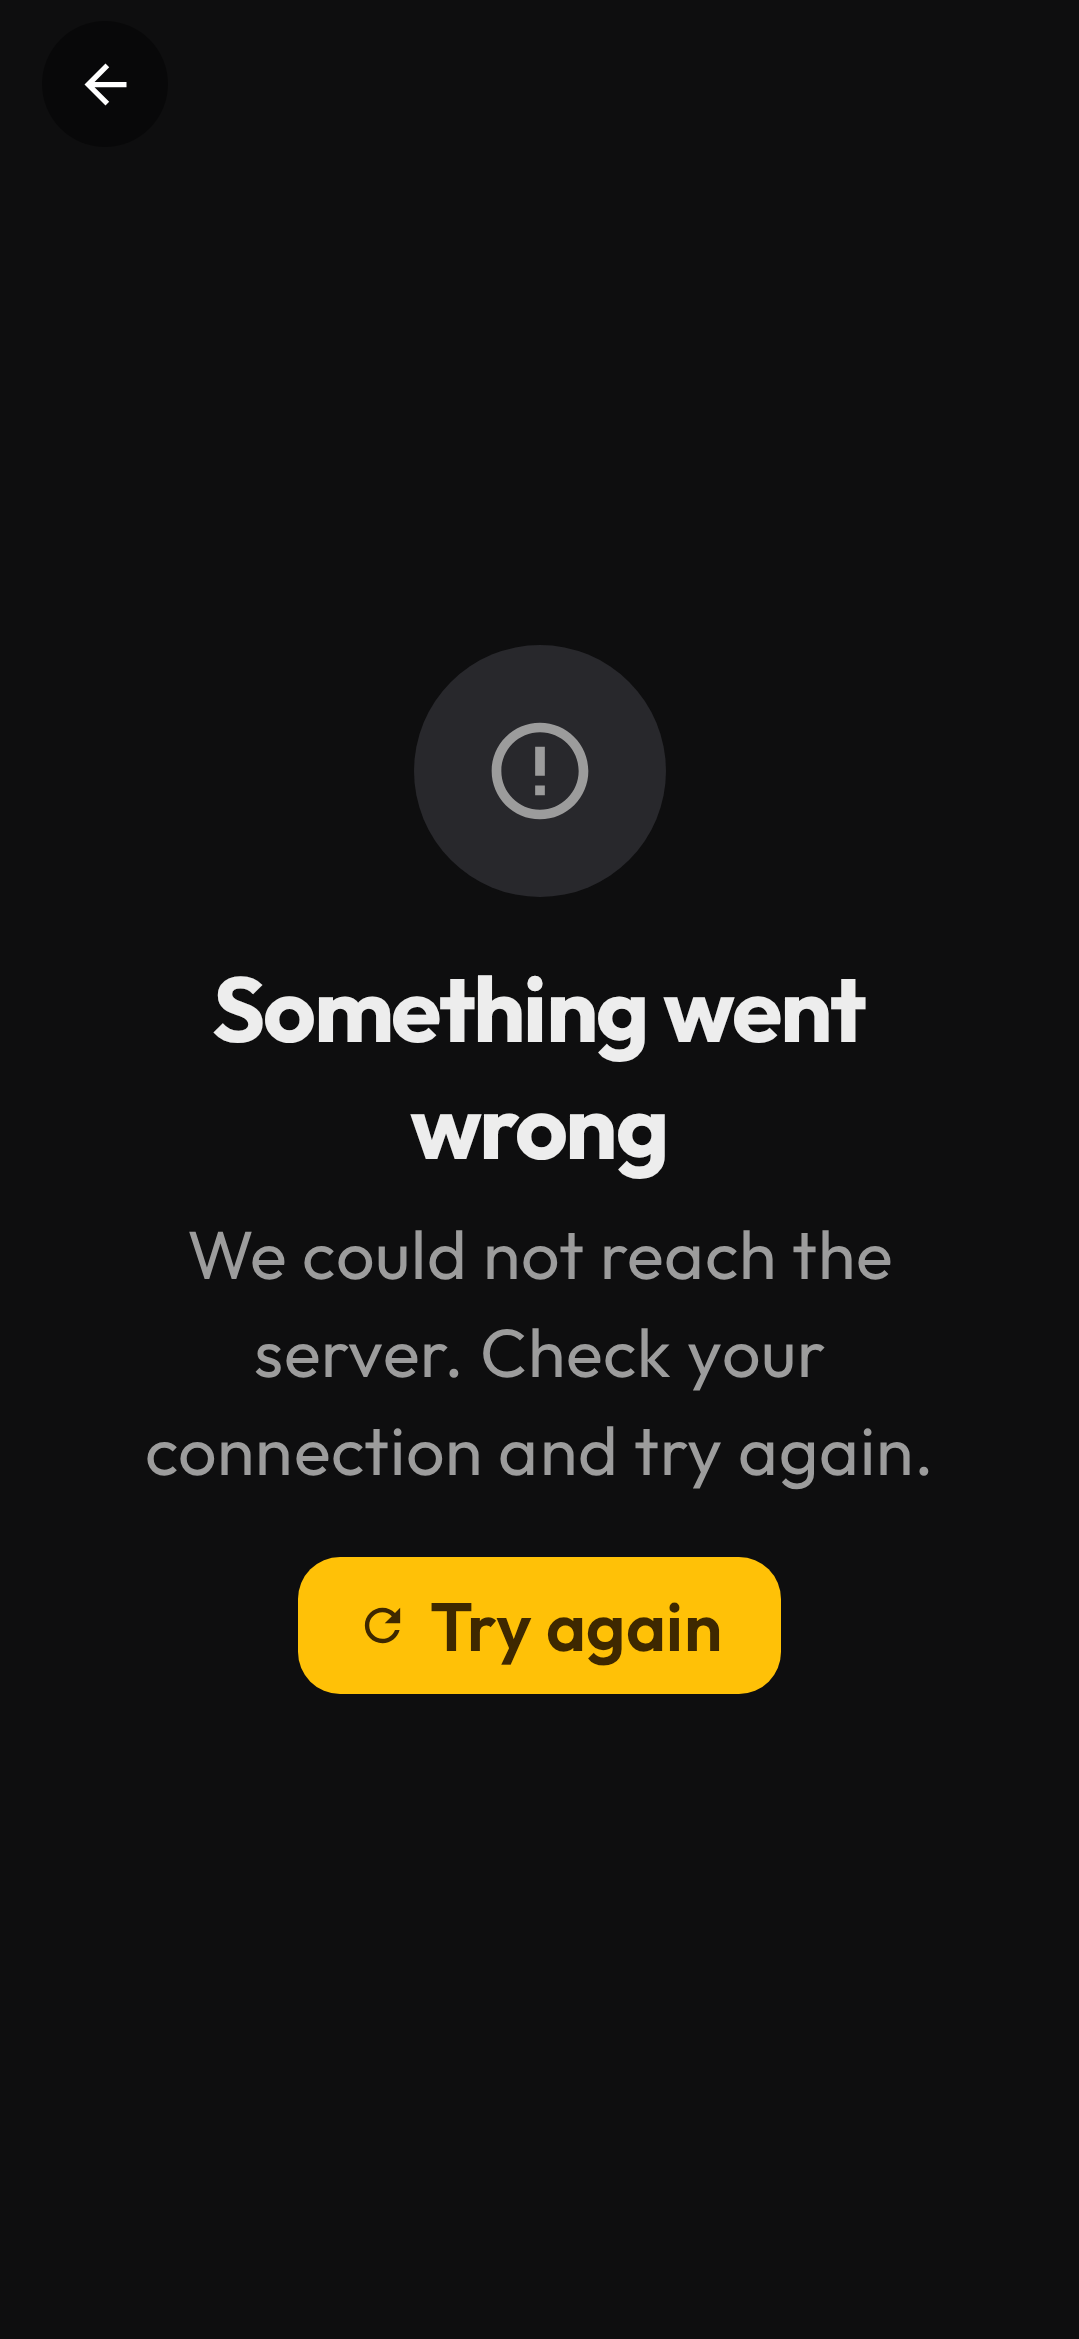 Something went
wrong
We could not reach the
server. Check your
connection and try again.
Try again